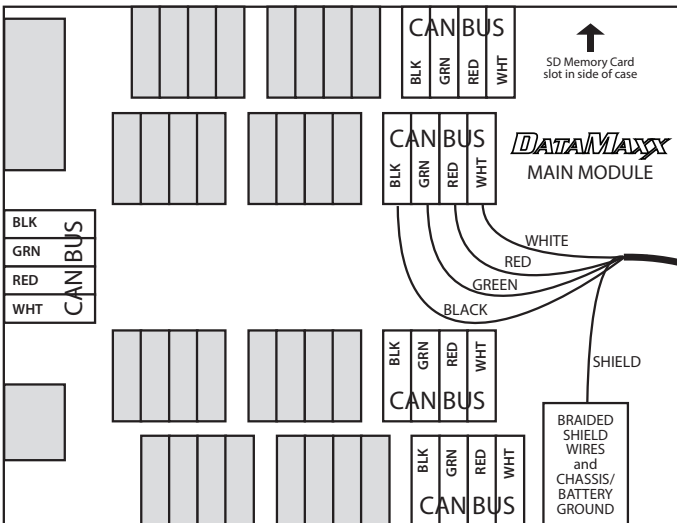 CAN BUS
BLK GRN RED WHT
SD Memory Card
slot in side of case
CAN BUS
BLK GRN RED WHT
DATAMAXX
MAIN MODULE
BLK
GRN
RED
WHT
CAN BUS
WHITE
RED
GREEN
BLACK
SHIELD
BLK GRN RED WHT
CAN BUS
BRAIDED
SHIELD
WIRES
and
CHASSIS/
BATTERY
GROUND
BLK GRN RED WHT
CAN BUS